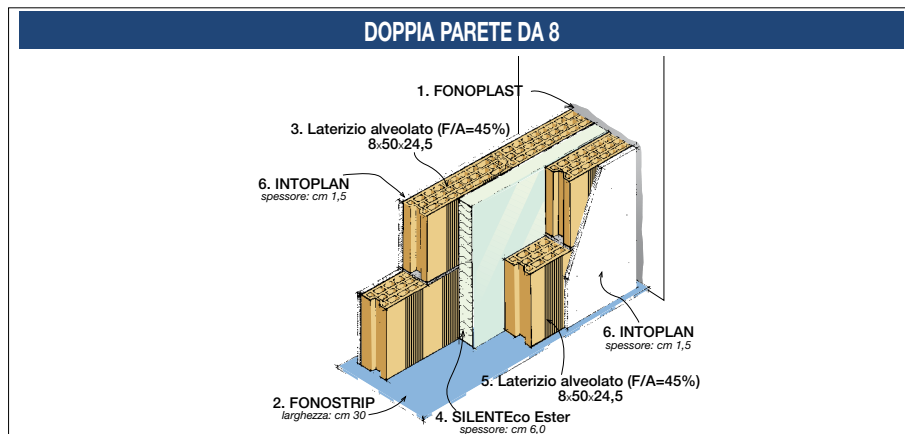 DOPPIA PARETE DA 8
1. FONOPLAST
3. Laterizio alveolato (F/A=45%)
8x50x24,5
6. INTOPLAN
spessore: cm 1,5
6. INTOPLAN
spessore: cm 1,5
5. Laterizio alveolato (F/A=45%)
8x50x24,5
2. FONOSTRIP
larghezza: cm 30
4. SILENTEco Ester
spessore: cm 6,0